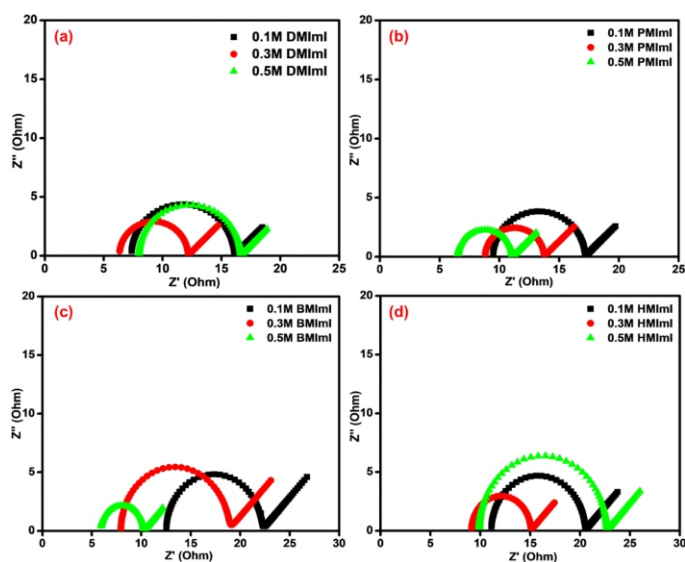 (a)
0.1M DMImI
0.3M DMImI
0.5M DMImI
20
15
10
5
0
Z'' (Ohm)
0 5 10 15 20 25
Z' (Ohm)
(b)
0.1M PMImI
0.3M PMImI
0.5M PMImI
20
15
10
5
0
Z'' (Ohm)
0 5 10 15 20 25
Z' (Ohm)
(c)
0.1M BMImI
0.3M BMImI
0.5M BMImI
20
15
10
5
0
Z'' (Ohm)
0 5 10 15 20 25 30
Z' (Ohm)
(d)
0.1M HMImI
0.3M HMImI
0.5M HMImI
20
15
10
5
0
Z'' (Ohm)
0 5 10 15 20 25 30
Z' (Ohm)